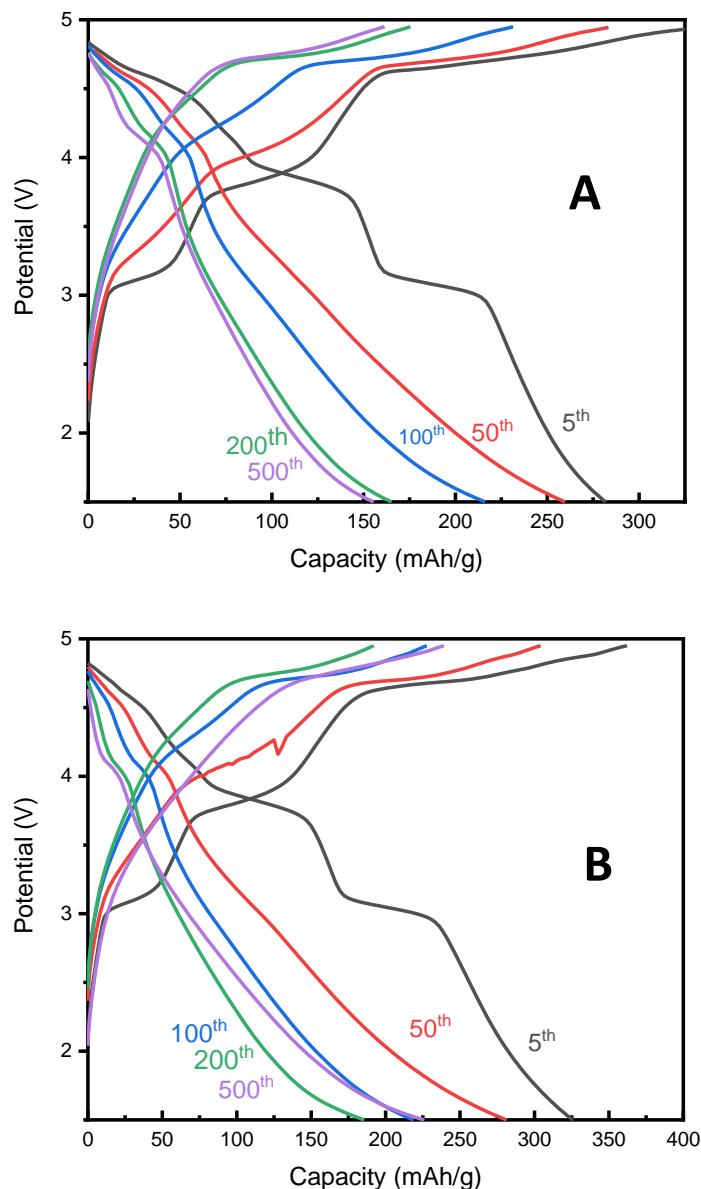 5
4
3
2
Potential (V)
A
5th
50th
100th
200th
500th
0 50 100 150 200 250 300
Capacity (mAh/g)
5
4
3
2
Potential (V)
B
5th
50th
100th
200th
500th
0 50 100 150 200 250 300 350 400
Capacity (mAh/g)